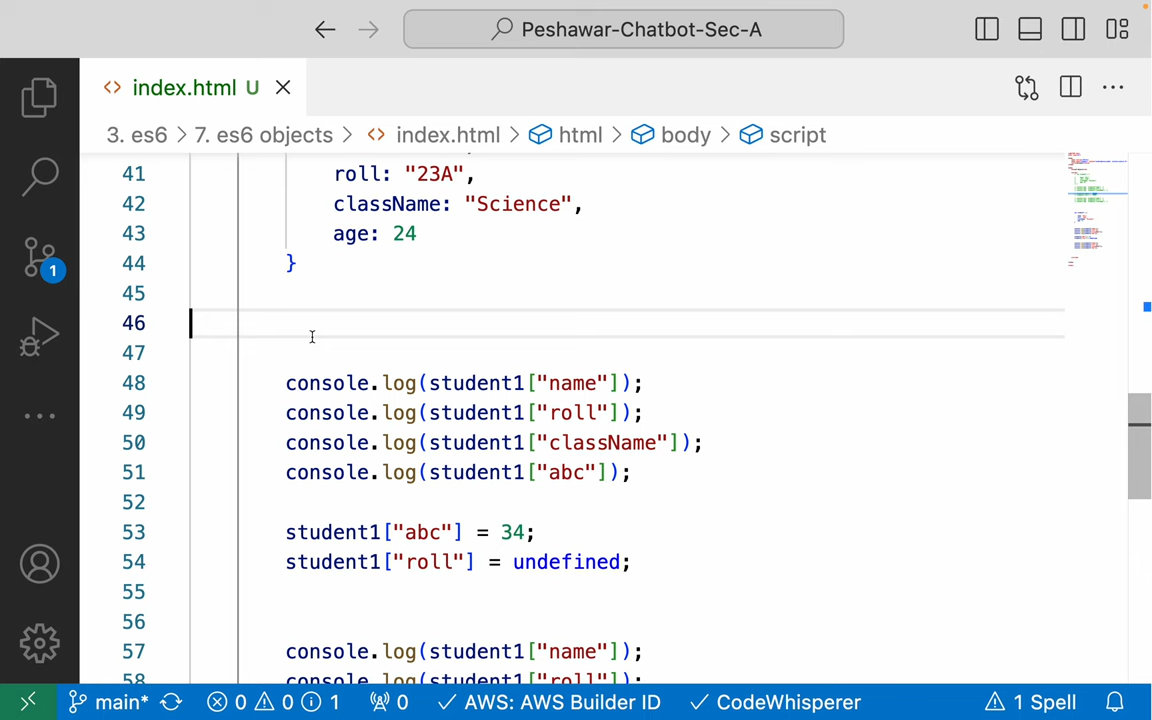 Peshawar-Chatbot-Sec-A
index.html U
3. es6 > 7. es6 objects > index.html > html > body > script
41 roll: "23A",
42 className: "Science",
43 age: 24
44 }
45
46
47
48 console.log(student1["name"]);
49 console.log(student1["roll"]);
50 console.log(student1["className"]);
51 console.log(student1["abc"]);
52
53 student1["abc"] = 34;
54 student1["roll"] = undefined;
55
56
57 console.log(student1["name"]);
58 console.log(student1["roll"]);
1
main* 0 0 1 0 AWS: AWS Builder ID CodeWhisperer 1 Spell